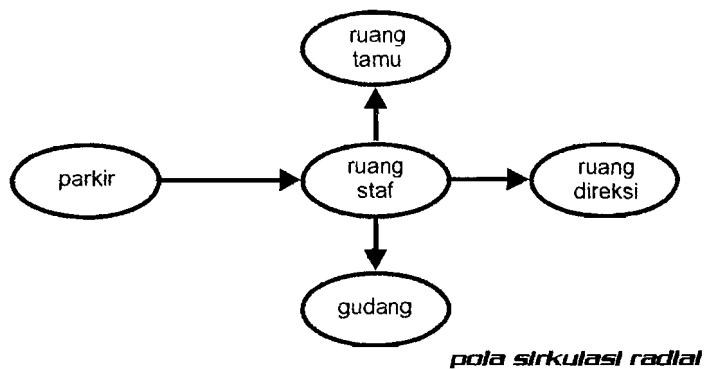 ruang
tamu
parkir
ruang
staf
ruang
direksi
gudang
pola sirkulasi radial